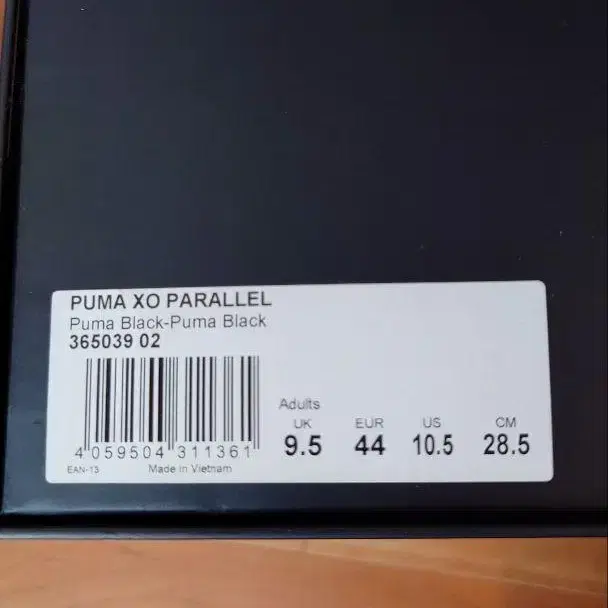 PUMA XO PARALLEL
Puma Black-Puma Black
365039 02
Adults
UK EUR US CM
9.5 44 10.5 28.5
4 059504 311361
EAN-13 Made in Vietnam